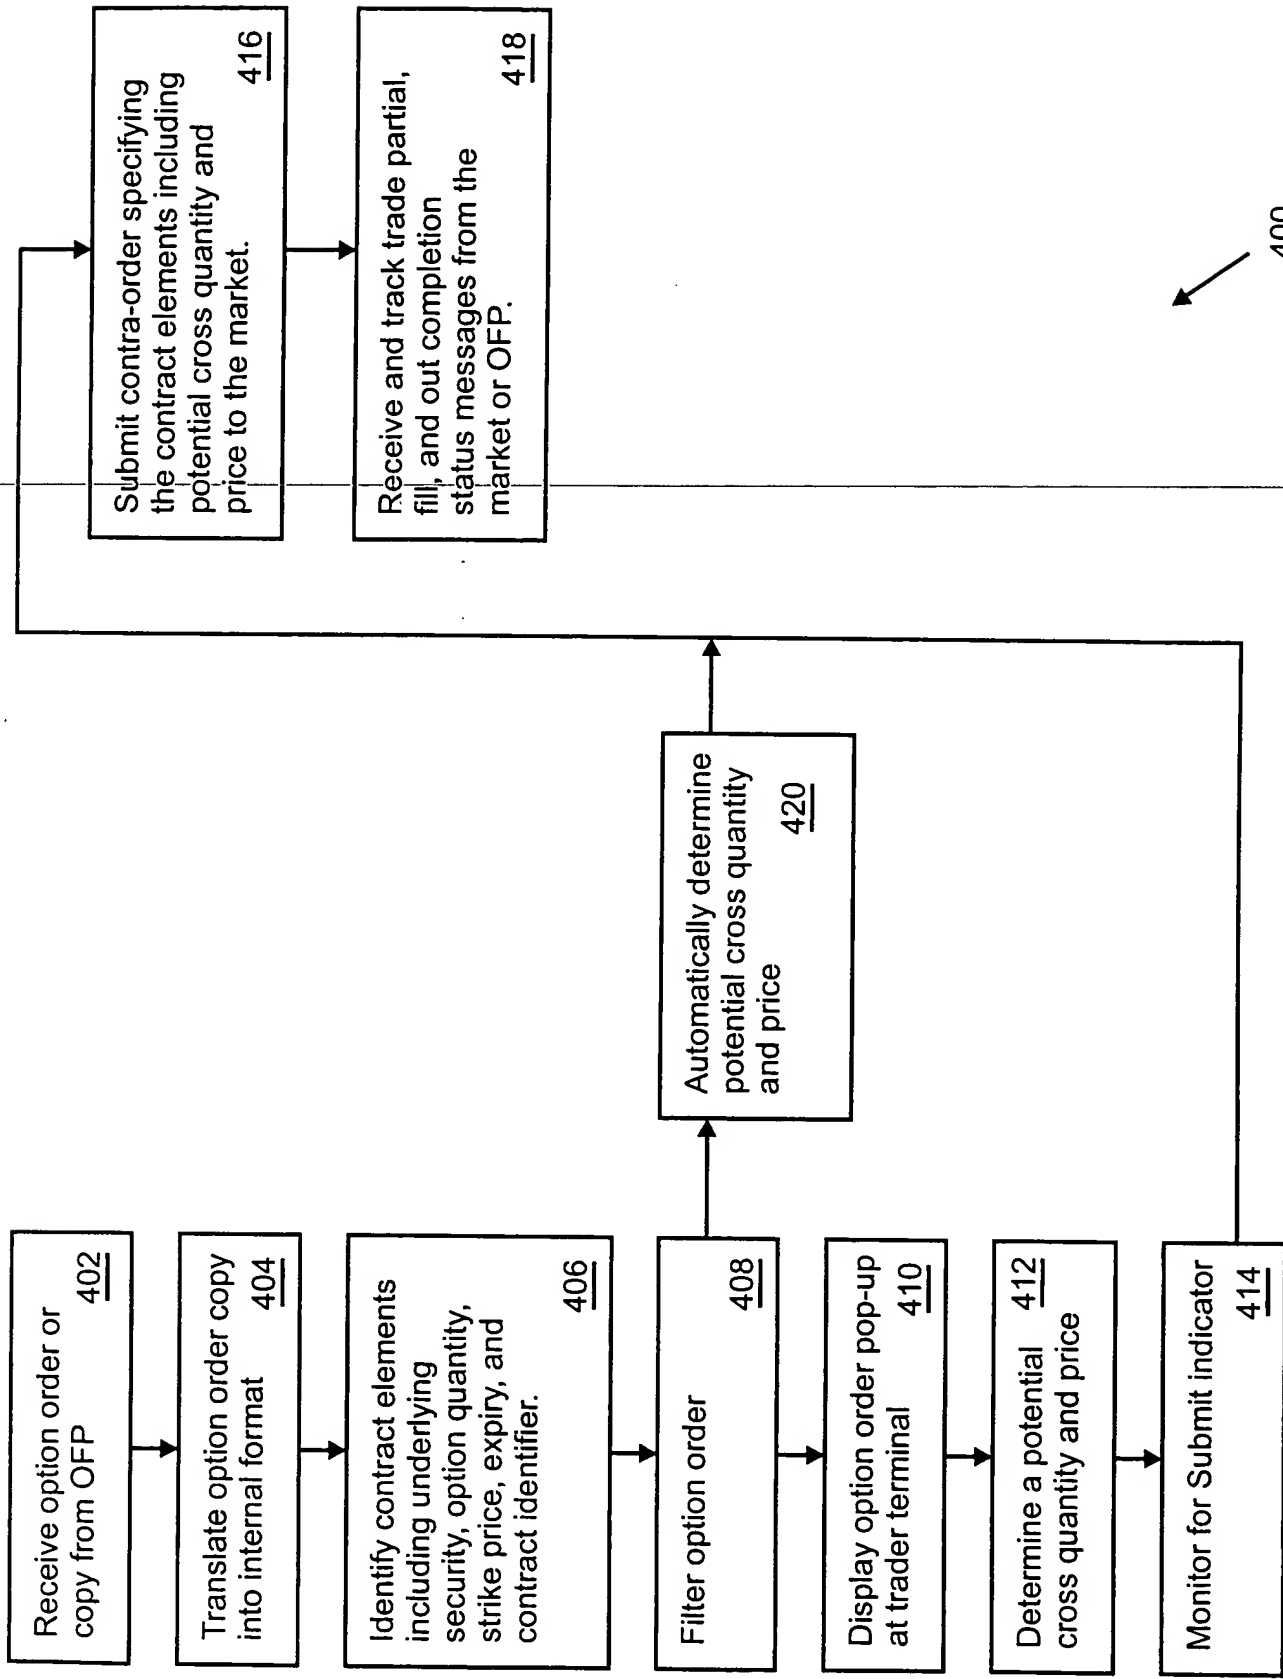 Receive option order or
copy from OFP
402
Translate option order copy
into internal format
404
Identify contract elements
including underlying
security, option quantity,
strike price, expiry, and
contract identifier.
406
Filter option order
408
Display option order pop-up
at trader terminal
410
Determine a potential
cross quantity and price
412
Monitor for Submit indicator
414
Automatically determine
potential cross quantity
and price
420
Submit contra-order specifying
the contract elements including
potential cross quantity and
price to the market.
416
Receive and track trade partial,
fill, and out completion
status messages from the
market or OFP.
418
400